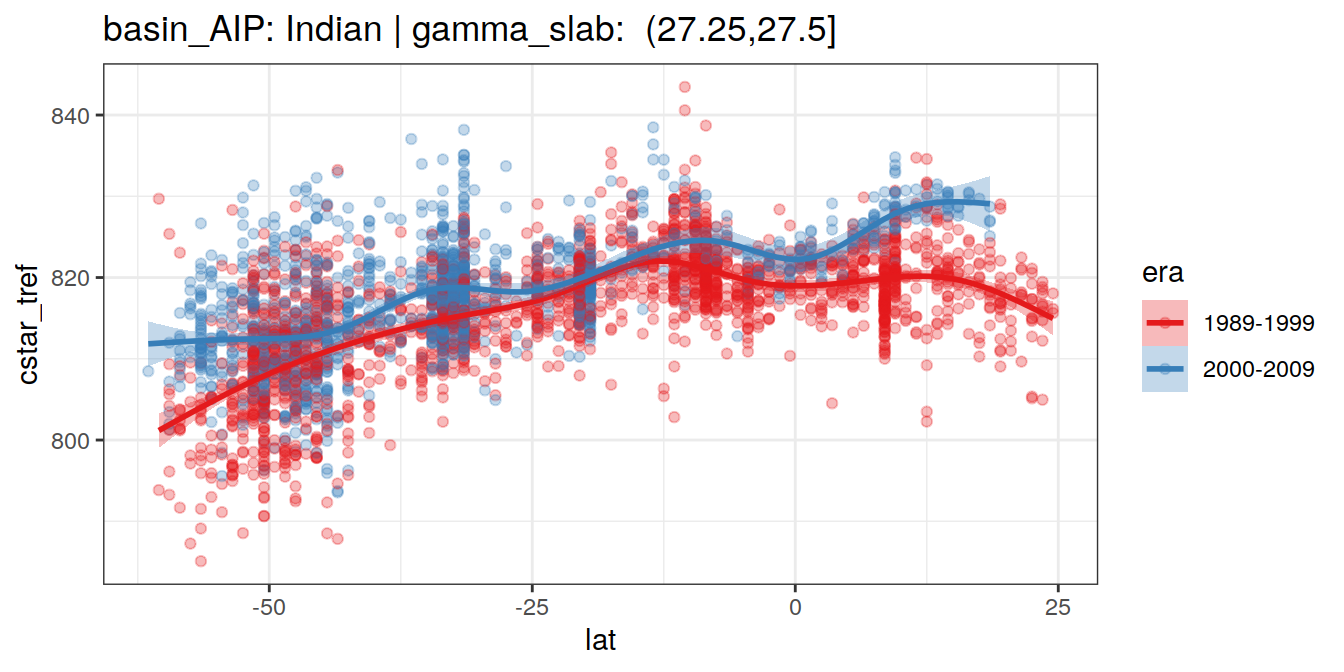 basin_AIP: Indian | gamma_slab:  (27.25,27.5]
840
820
800
cstar_tref
-50
-25
0
25
lat
era
1989-1999
2000-2009